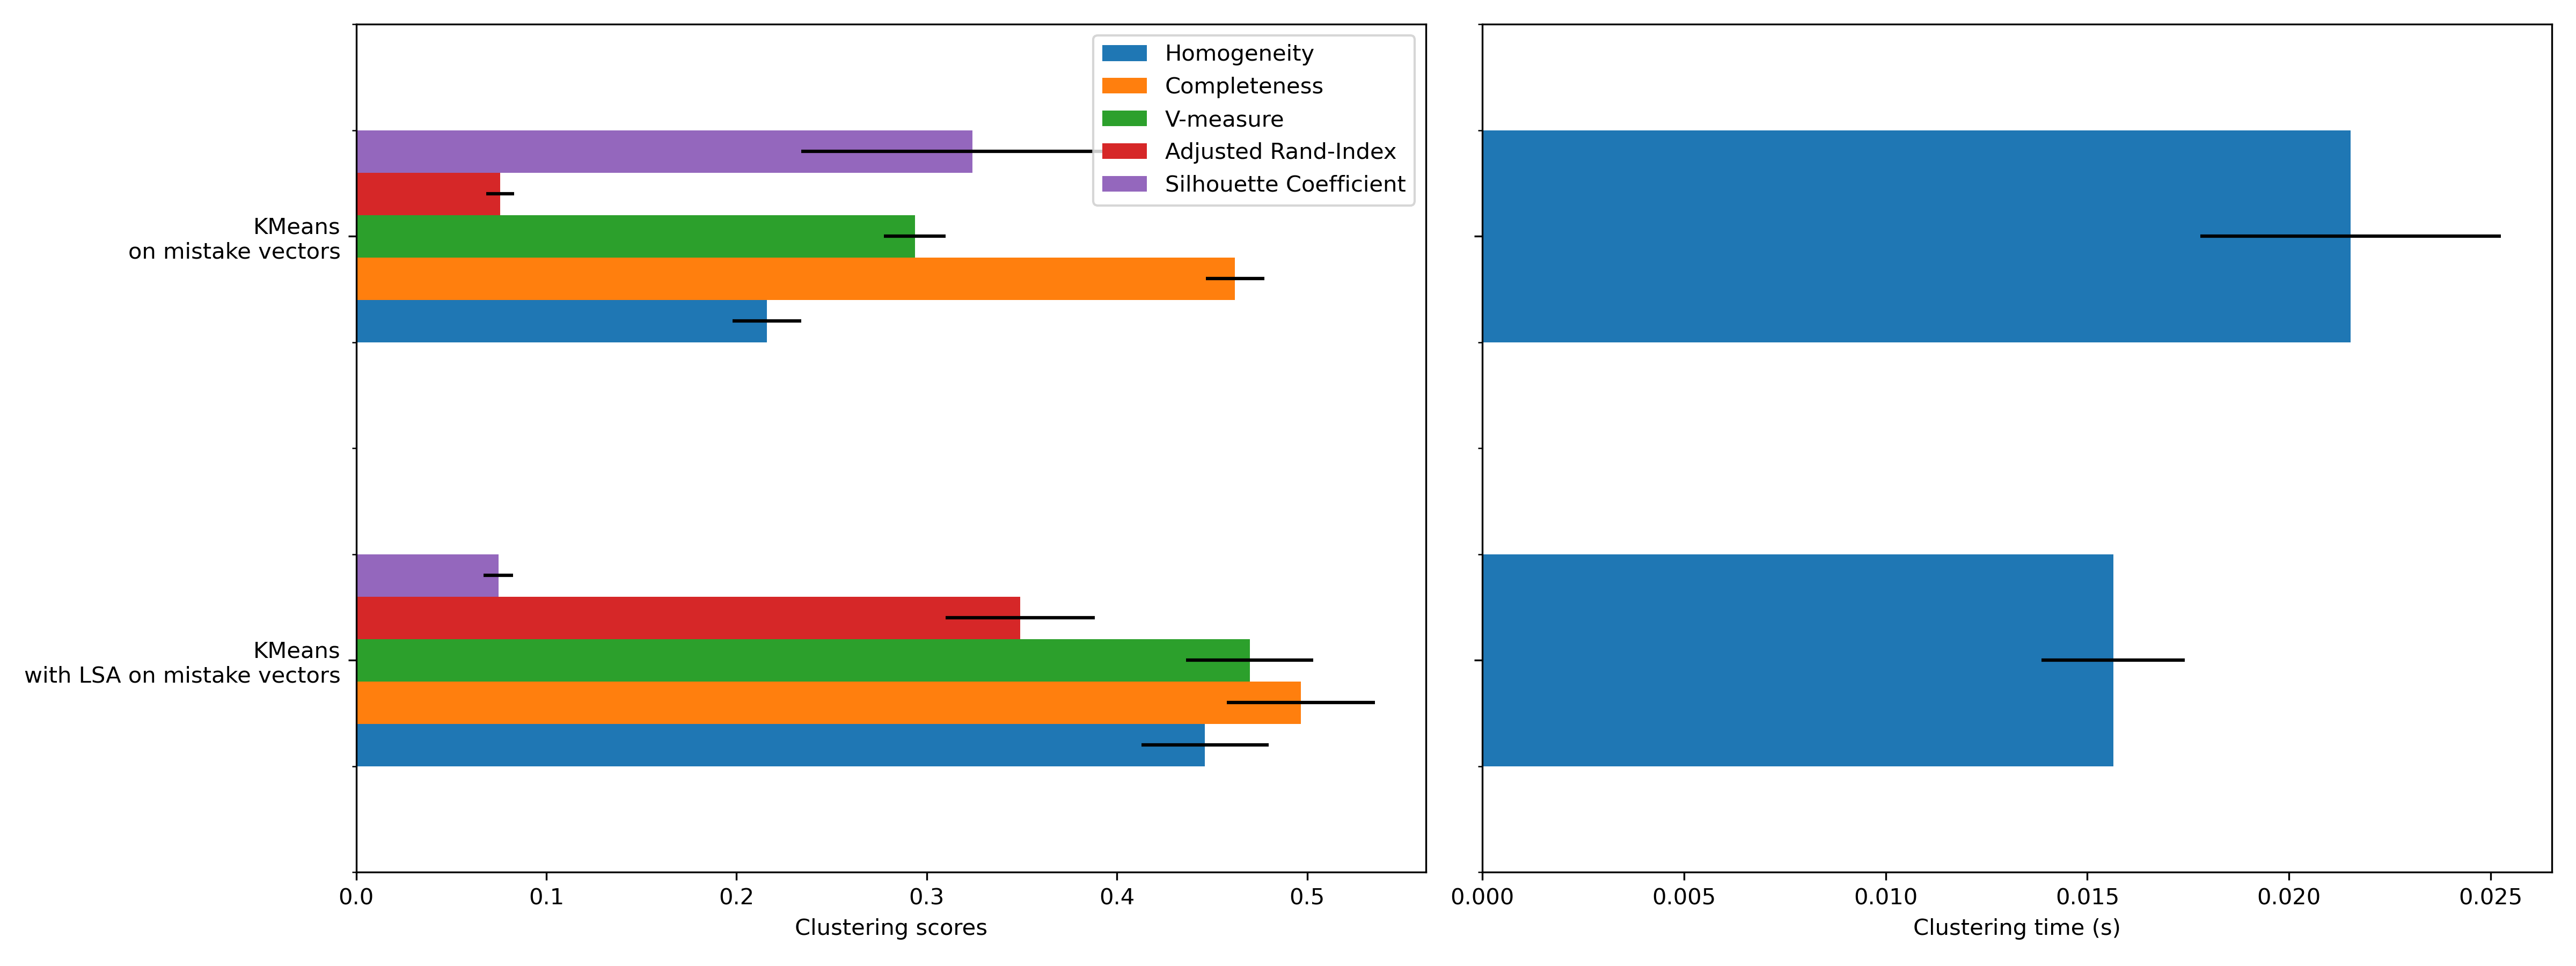 Homogeneity
Completeness
V-measure
Adjusted Rand-Index
Silhouette Coefficient
KMeans
on mistake vectors
KMeans
with LSA on mistake vectors
0.0 0.1 0.2 0.3 0.4 0.5
Clustering scores
0.000 0.005 0.010 0.015 0.020 0.025
Clustering time (s)